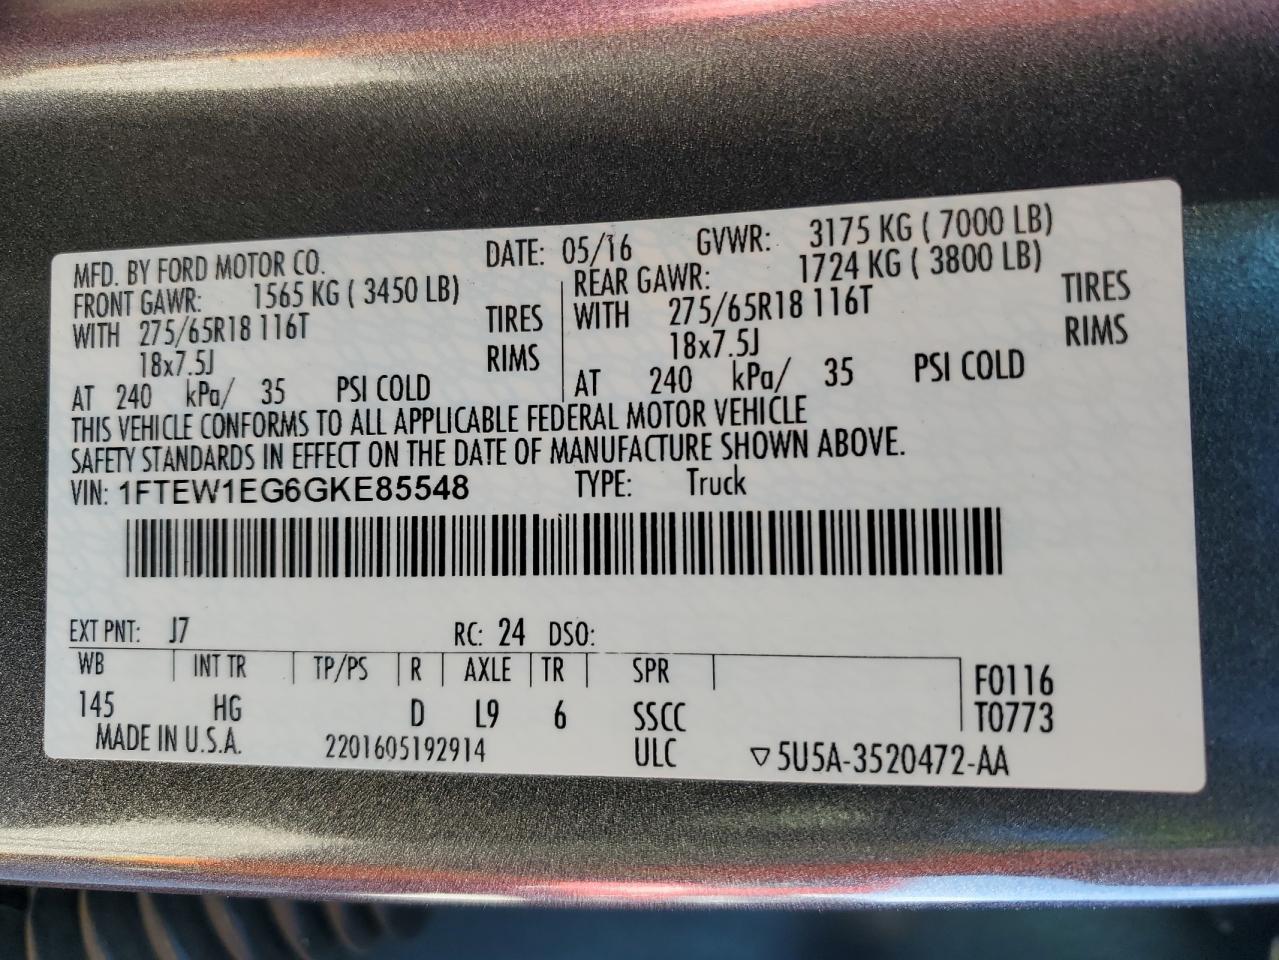 MFD. BY FORD MOTOR CO. DATE: 05/16 GVWR: 3175 KG ( 7000 LB)
FRONT GAWR: 1565 KG ( 3450 LB) REAR GAWR: 1724 KG ( 3800 LB)
WITH 275/65R18 116T TIRES WITH 275/65R18 116T TIRES
18x7.5J RIMS 18x7.5J RIMS
AT 240 kPa/ 35 PSI COLD AT 240 kPa/ 35 PSI COLD
THIS VEHICLE CONFORMS TO ALL APPLICABLE FEDERAL MOTOR VEHICLE
SAFETY STANDARDS IN EFFECT ON THE DATE OF MANUFACTURE SHOWN ABOVE.
VIN: 1FTEW1EG6GKE85548 TYPE: Truck
EXT PNT: J7 RC: 24 DSO:
WB INT TR TP/PS R AXLE TR SPR F0116
145 HG D L9 6 SSCC T0773
MADE IN U.S.A. 2201605192914 ULC ▽5U5A-3520472-AA